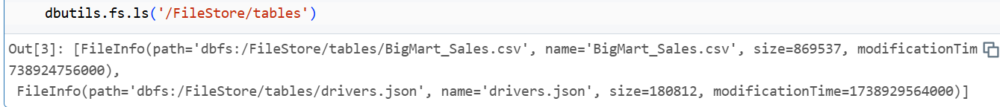 dbutils.fs.ls('/FileStore/tables')
Out[3]: [FileInfo(path='dbfs:/FileStore/tables/BigMart_Sales.csv', name='BigMart_Sales.csv', size=869537, modificationTim
738924756000),
FileInfo(path='dbfs:/FileStore/tables/drivers.json', name='drivers.json', size=180812, modificationTime=1738929564000)]